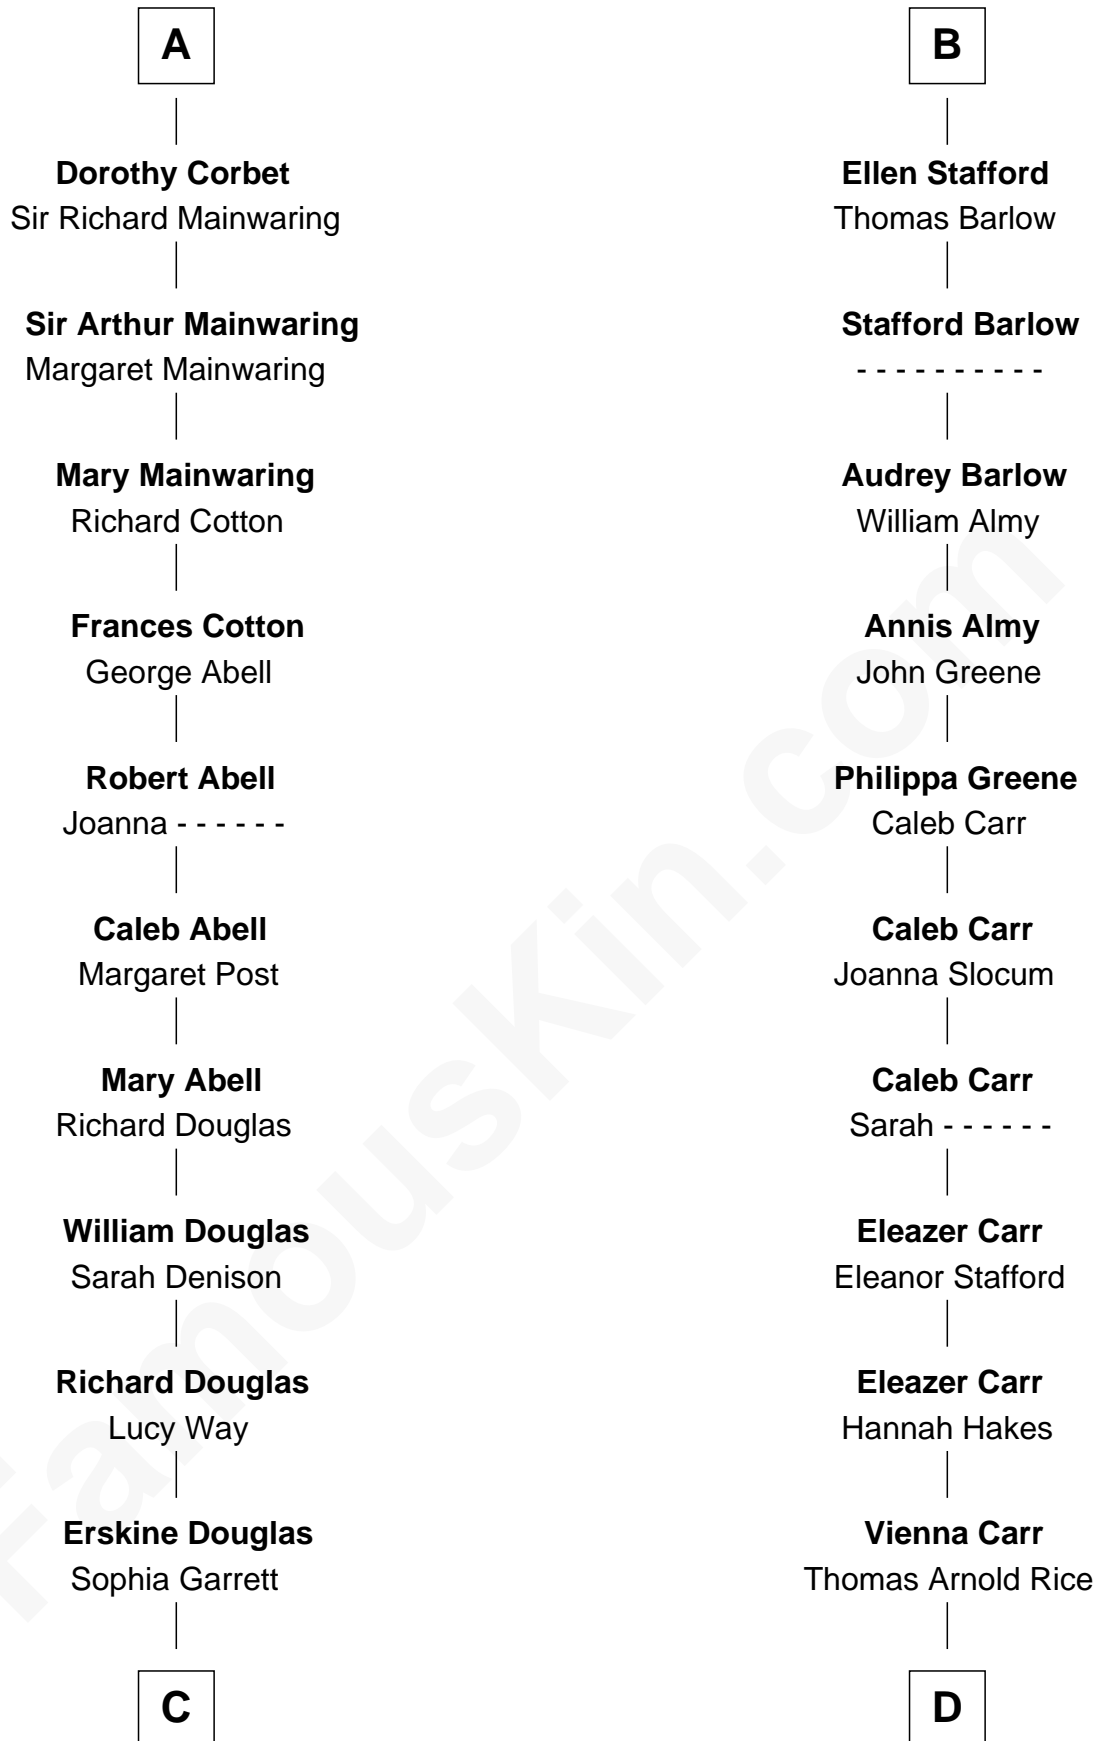 A
Dorothy Corbet
Sir Richard Mainwaring
Sir Arthur Mainwaring
Margaret Mainwaring
Mary Mainwaring
Richard Cotton
Frances Cotton
George Abell
Robert Abell
Joanna - - - - - -
Caleb Abell
Margaret Post
Mary Abell
Richard Douglas
William Douglas
Sarah Denison
Richard Douglas
Lucy Way
Erskine Douglas
Sophia Garrett
C
B
Ellen Stafford
Thomas Barlow
Stafford Barlow
- - - - - - - - - -
Audrey Barlow
William Almy
Annis Almy
John Greene
Philippa Greene
Caleb Carr
Caleb Carr
Joanna Slocum
Caleb Carr
Sarah - - - - - -
Eleazer Carr
Eleanor Stafford
Eleazer Carr
Hannah Hakes
Vienna Carr
Thomas Arnold Rice
D
FamousKin.com